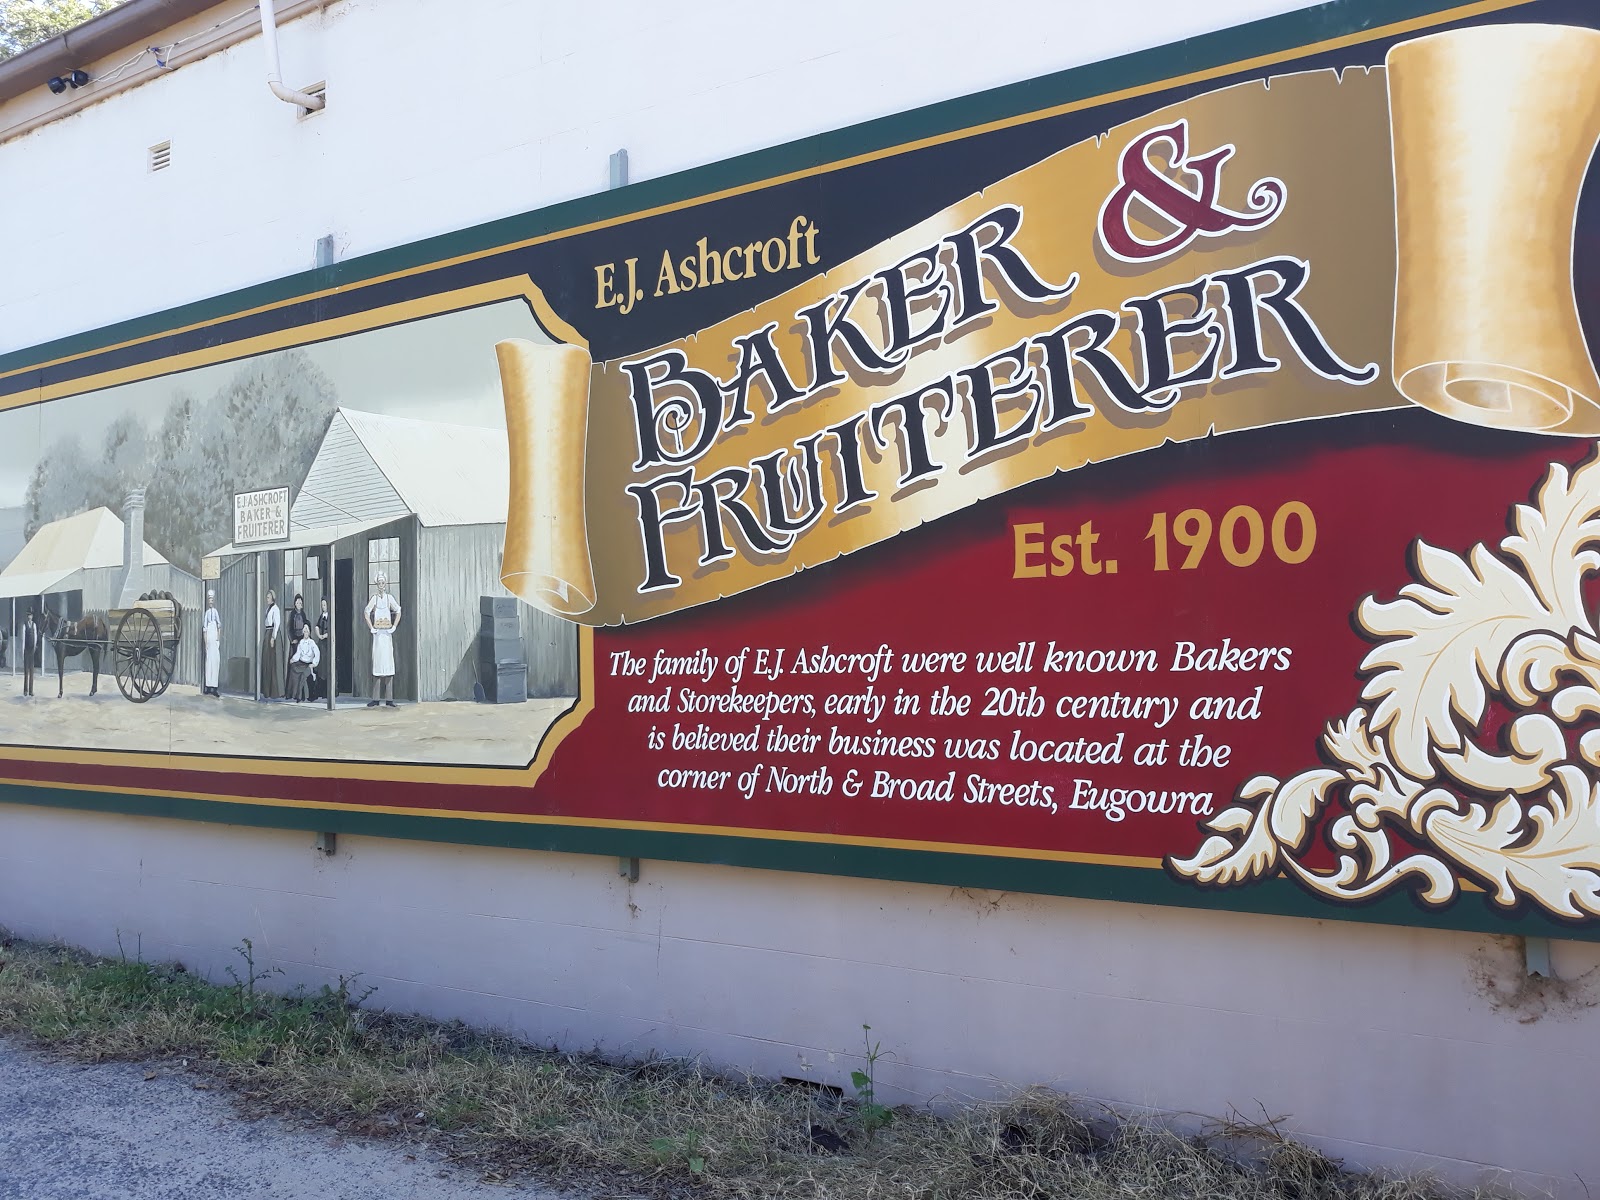 E.J. Ashcroft
BAKER &
FRUITERER
Est. 1900
The family of E.J. Ashcroft were well known Bakers
and Storekeepers, early in the 20th century and
is believed their business was located at the
corner of North & Broad Streets, Eugowra
E.J ASHCROFT
BAKER &
FRUITERER